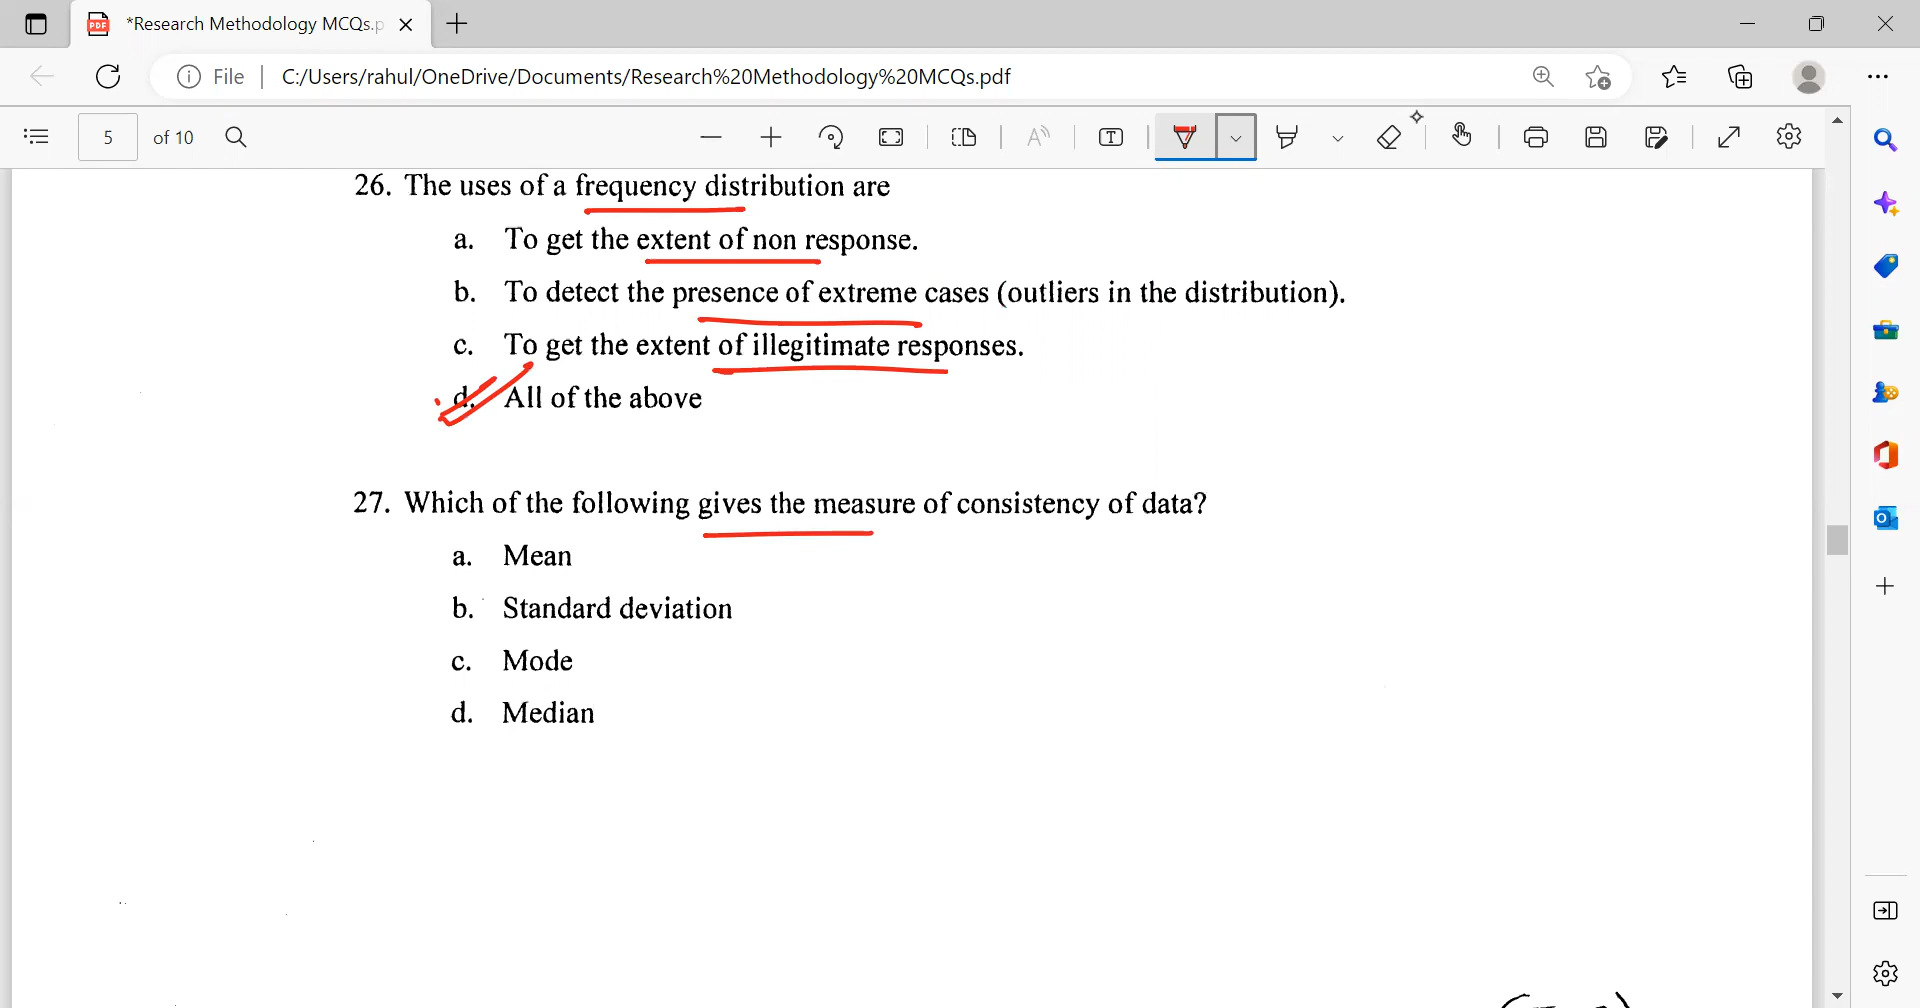 *Research Methodology MCQs.p
File | C:/Users/rahul/OneDrive/Documents/Research%20Methodology%20MCQs.pdf
5 of 10
26. The uses of a frequency distribution are
a. To get the extent of non response.
b. To detect the presence of extreme cases (outliers in the distribution).
c. To get the extent of illegitimate responses.
d. All of the above
27. Which of the following gives the measure of consistency of data?
a. Mean
b. Standard deviation
c. Mode
d. Median